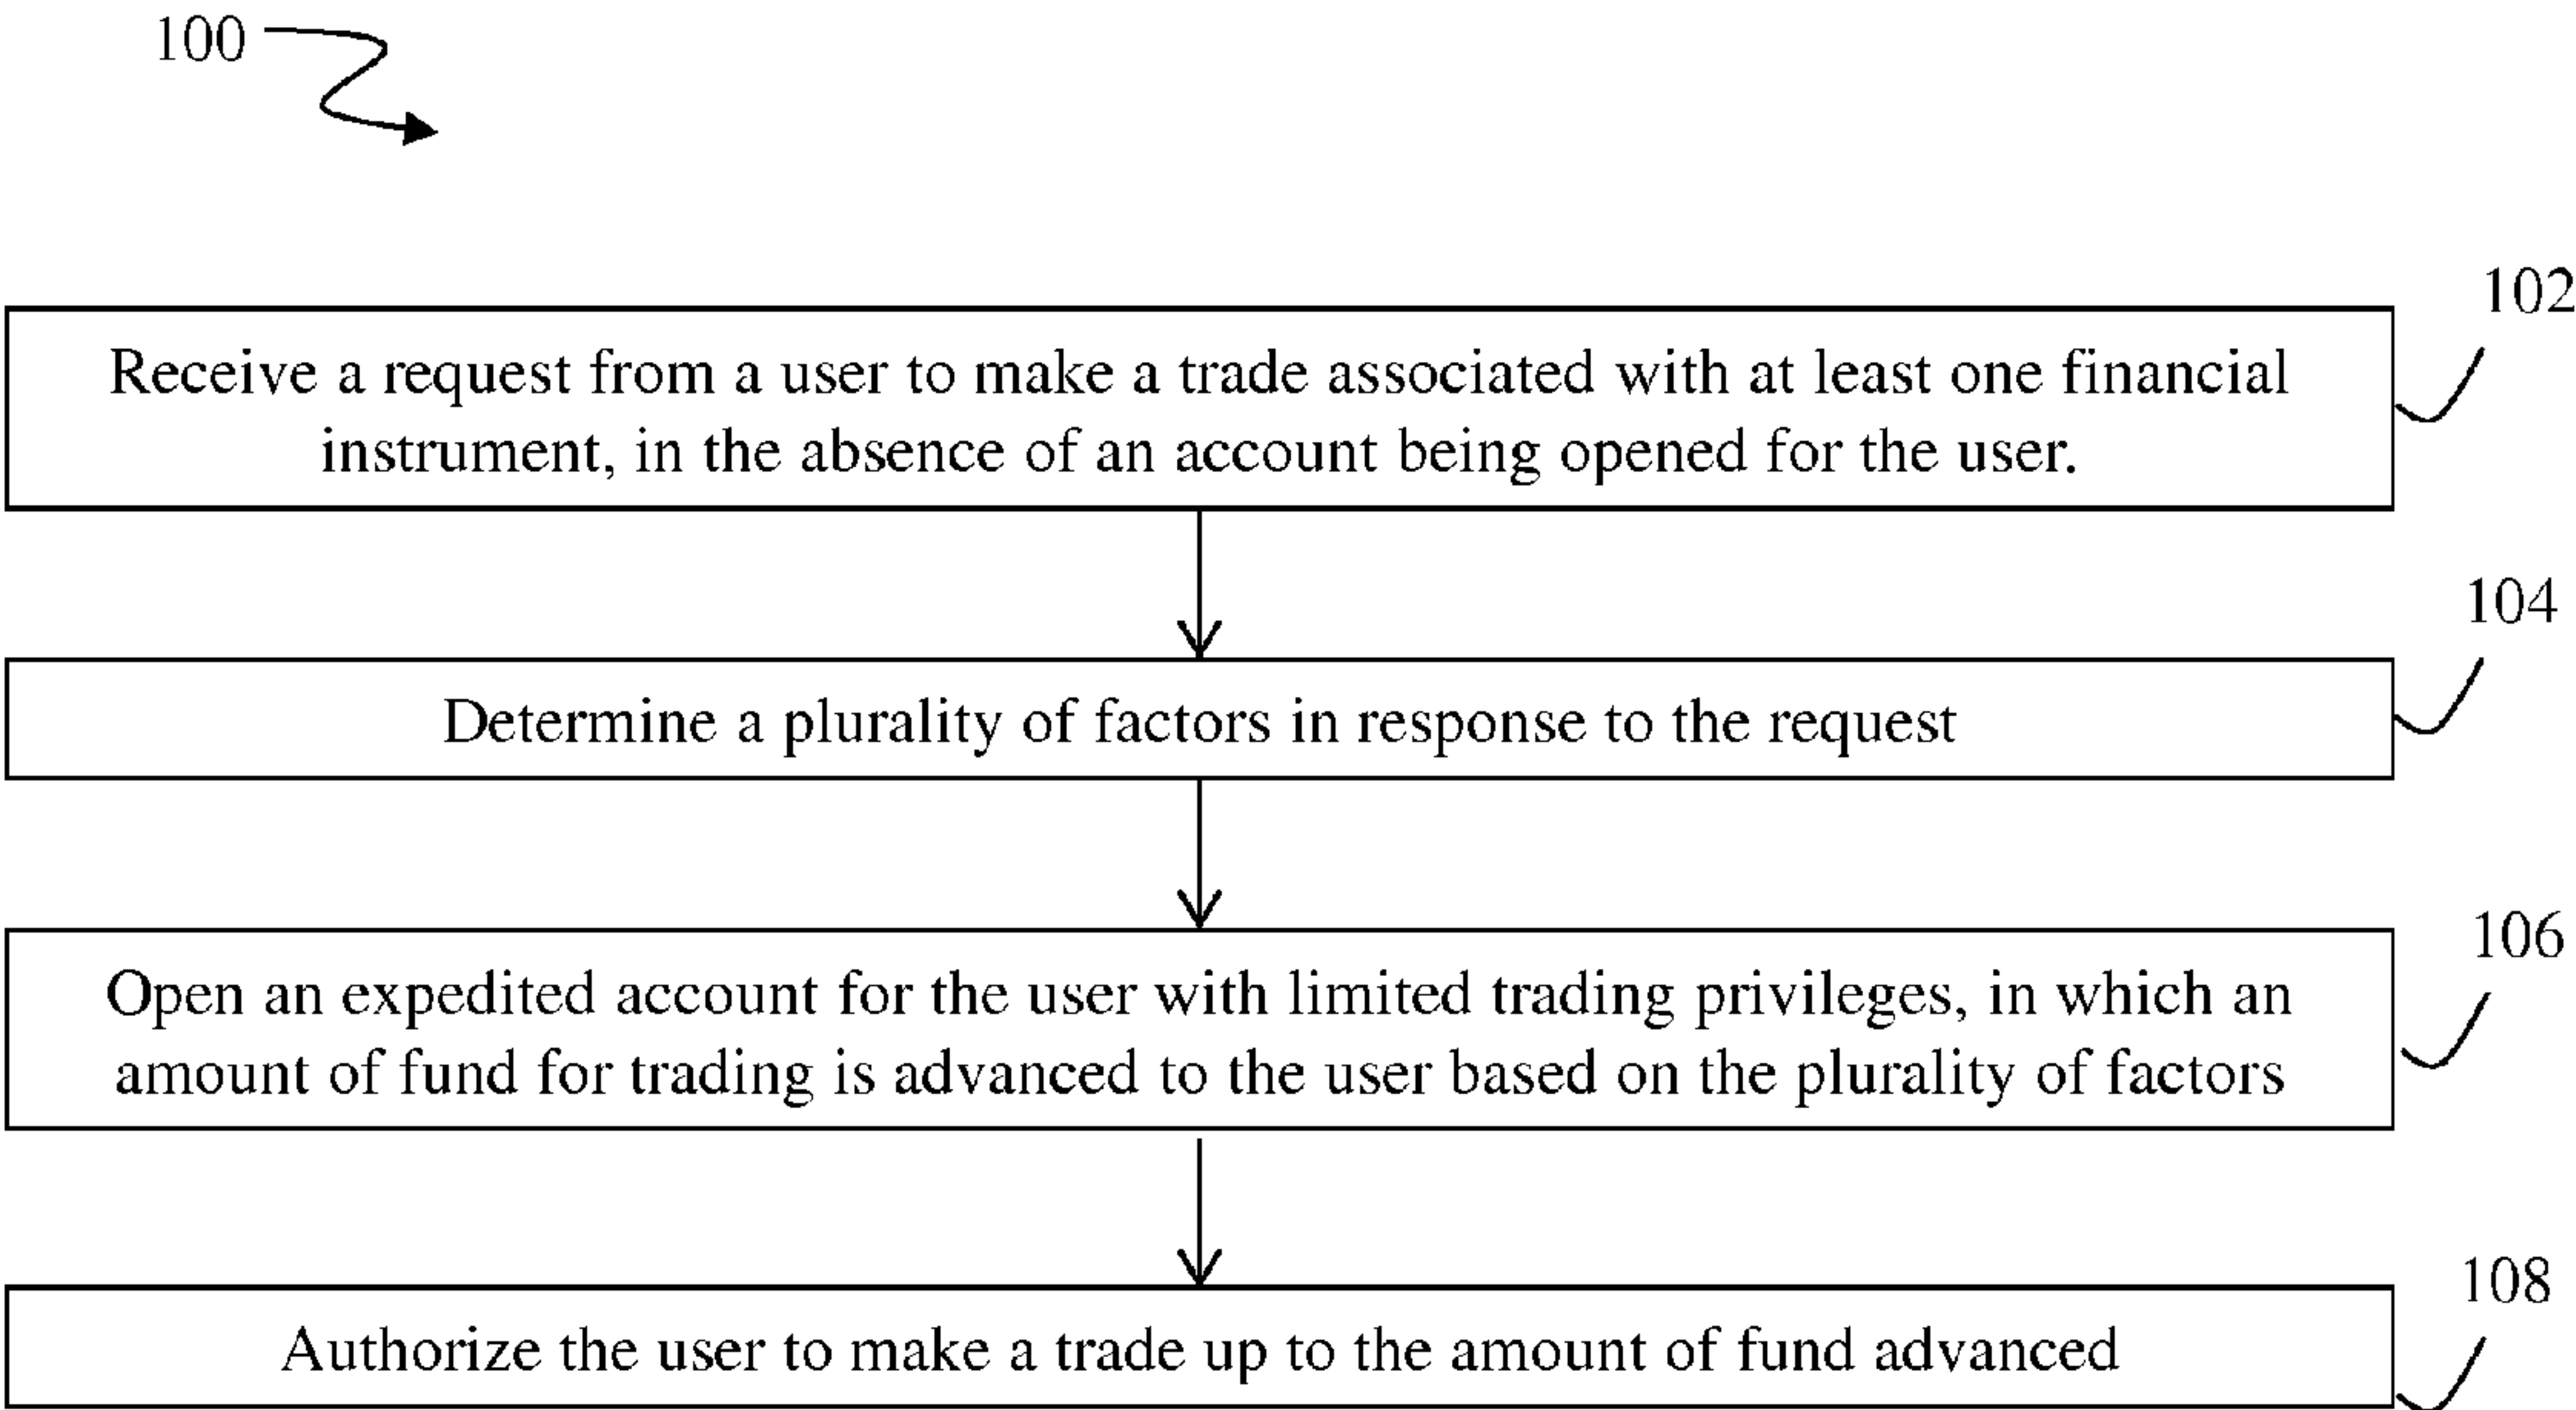 100
102
Receive a request from a user to make a trade associated with at least one financial
instrument, in the absence of an account being opened for the user.
104
Determine a plurality of factors in response to the request
106
Open an expedited account for the user with limited trading privileges, in which an
amount of fund for trading is advanced to the user based on the plurality of factors
108
Authorize the user to make a trade up to the amount of fund advanced